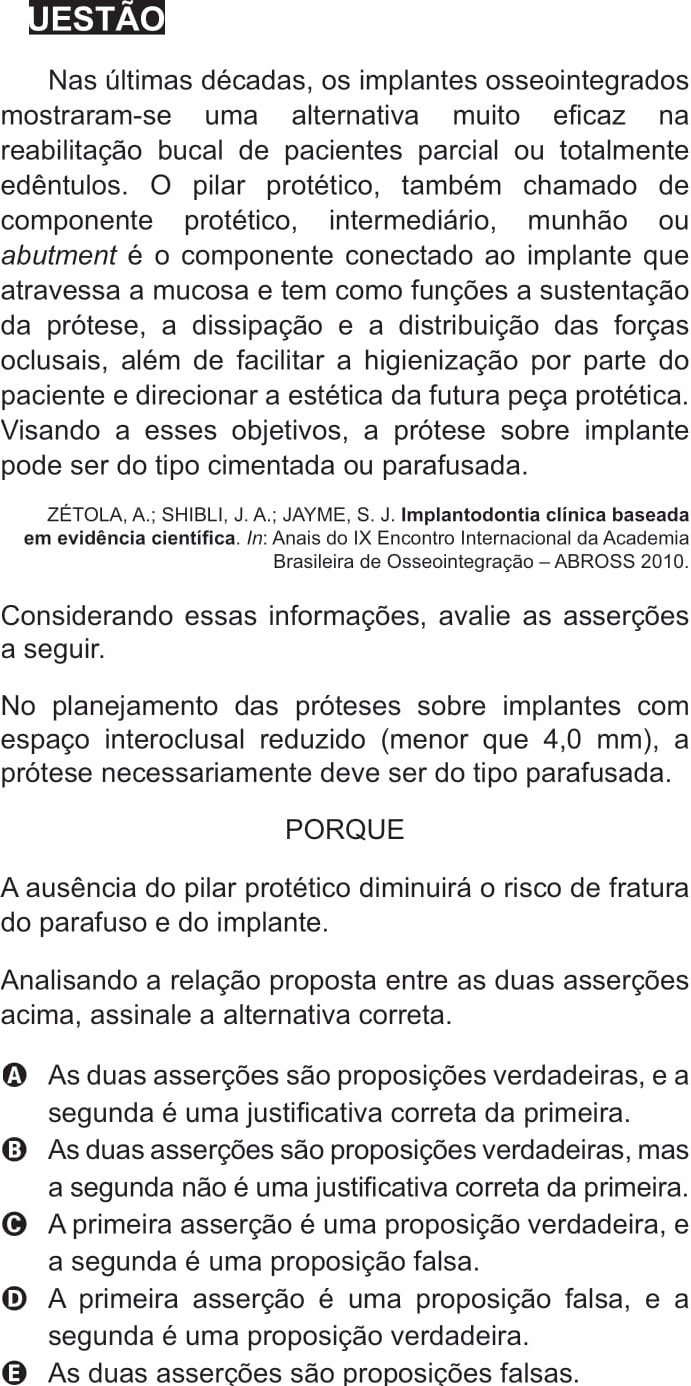 UESTÃO
Nas últimas décadas, os implantes osseointegrados
mostraram-se uma alternativa muito eficaz na
reabilitação bucal de pacientes parcial ou totalmente
edêntulos. O pilar protético, também chamado de
componente protético, intermediário, munhão ou
abutment é o componente conectado ao implante que
atravessa a mucosa e tem como funções a sustentação
da prótese, a dissipação e a distribuição das forças
oclusais, além de facilitar a higienização por parte do
paciente e direcionar a estética da futura peça protética.
Visando a esses objetivos, a prótese sobre implante
pode ser do tipo cimentada ou parafusada.
ZÉTOLA, A.; SHIBLI, J. A.; JAYME, S. J. Implantodontia clínica baseada
em evidência científica. In: Anais do IX Encontro Internacional da Academia
Brasileira de Osseointegração – ABROSS 2010.
Considerando essas informações, avalie as asserções
a seguir.
No planejamento das próteses sobre implantes com
espaço interoclusal reduzido (menor que 4,0 mm), a
prótese necessariamente deve ser do tipo parafusada.
PORQUE
A ausência do pilar protético diminuirá o risco de fratura
do parafuso e do implante.
Analisando a relação proposta entre as duas asserções
acima, assinale a alternativa correta.
A As duas asserções são proposições verdadeiras, e a
segunda é uma justificativa correta da primeira.
B As duas asserções são proposições verdadeiras, mas
a segunda não é uma justificativa correta da primeira.
C A primeira asserção é uma proposição verdadeira, e
a segunda é uma proposição falsa.
D A primeira asserção é uma proposição falsa, e a
segunda é uma proposição verdadeira.
E As duas asserções são proposições falsas.